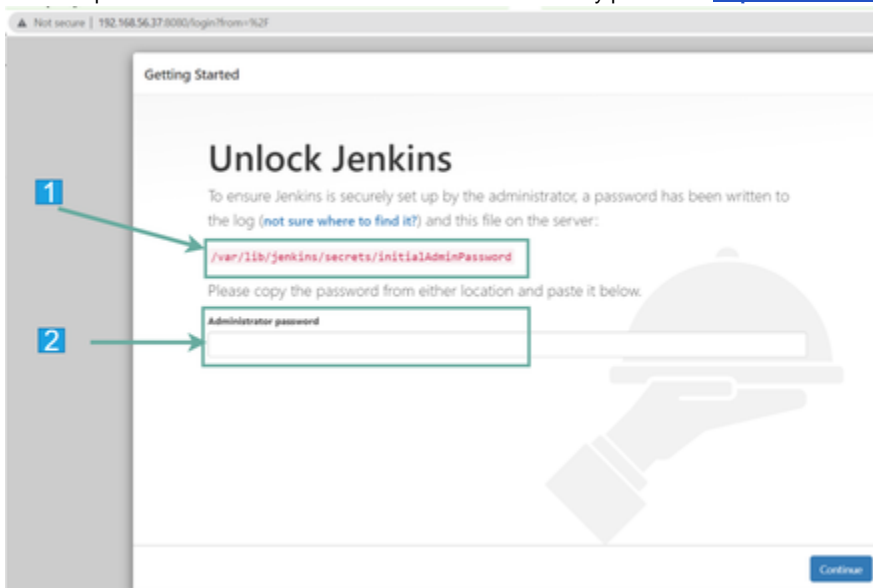 Not secure | 192.168.56.37:8080/login?from=%2F
Getting Started
Unlock Jenkins
1
To ensure Jenkins is securely set up by the administrator, a password has been written to
the log (not sure where to find it?) and this file on the server:
/var/lib/jenkins/secrets/initialAdminPassword
Please copy the password from either location and paste it below.
Administrator password
2
Continue